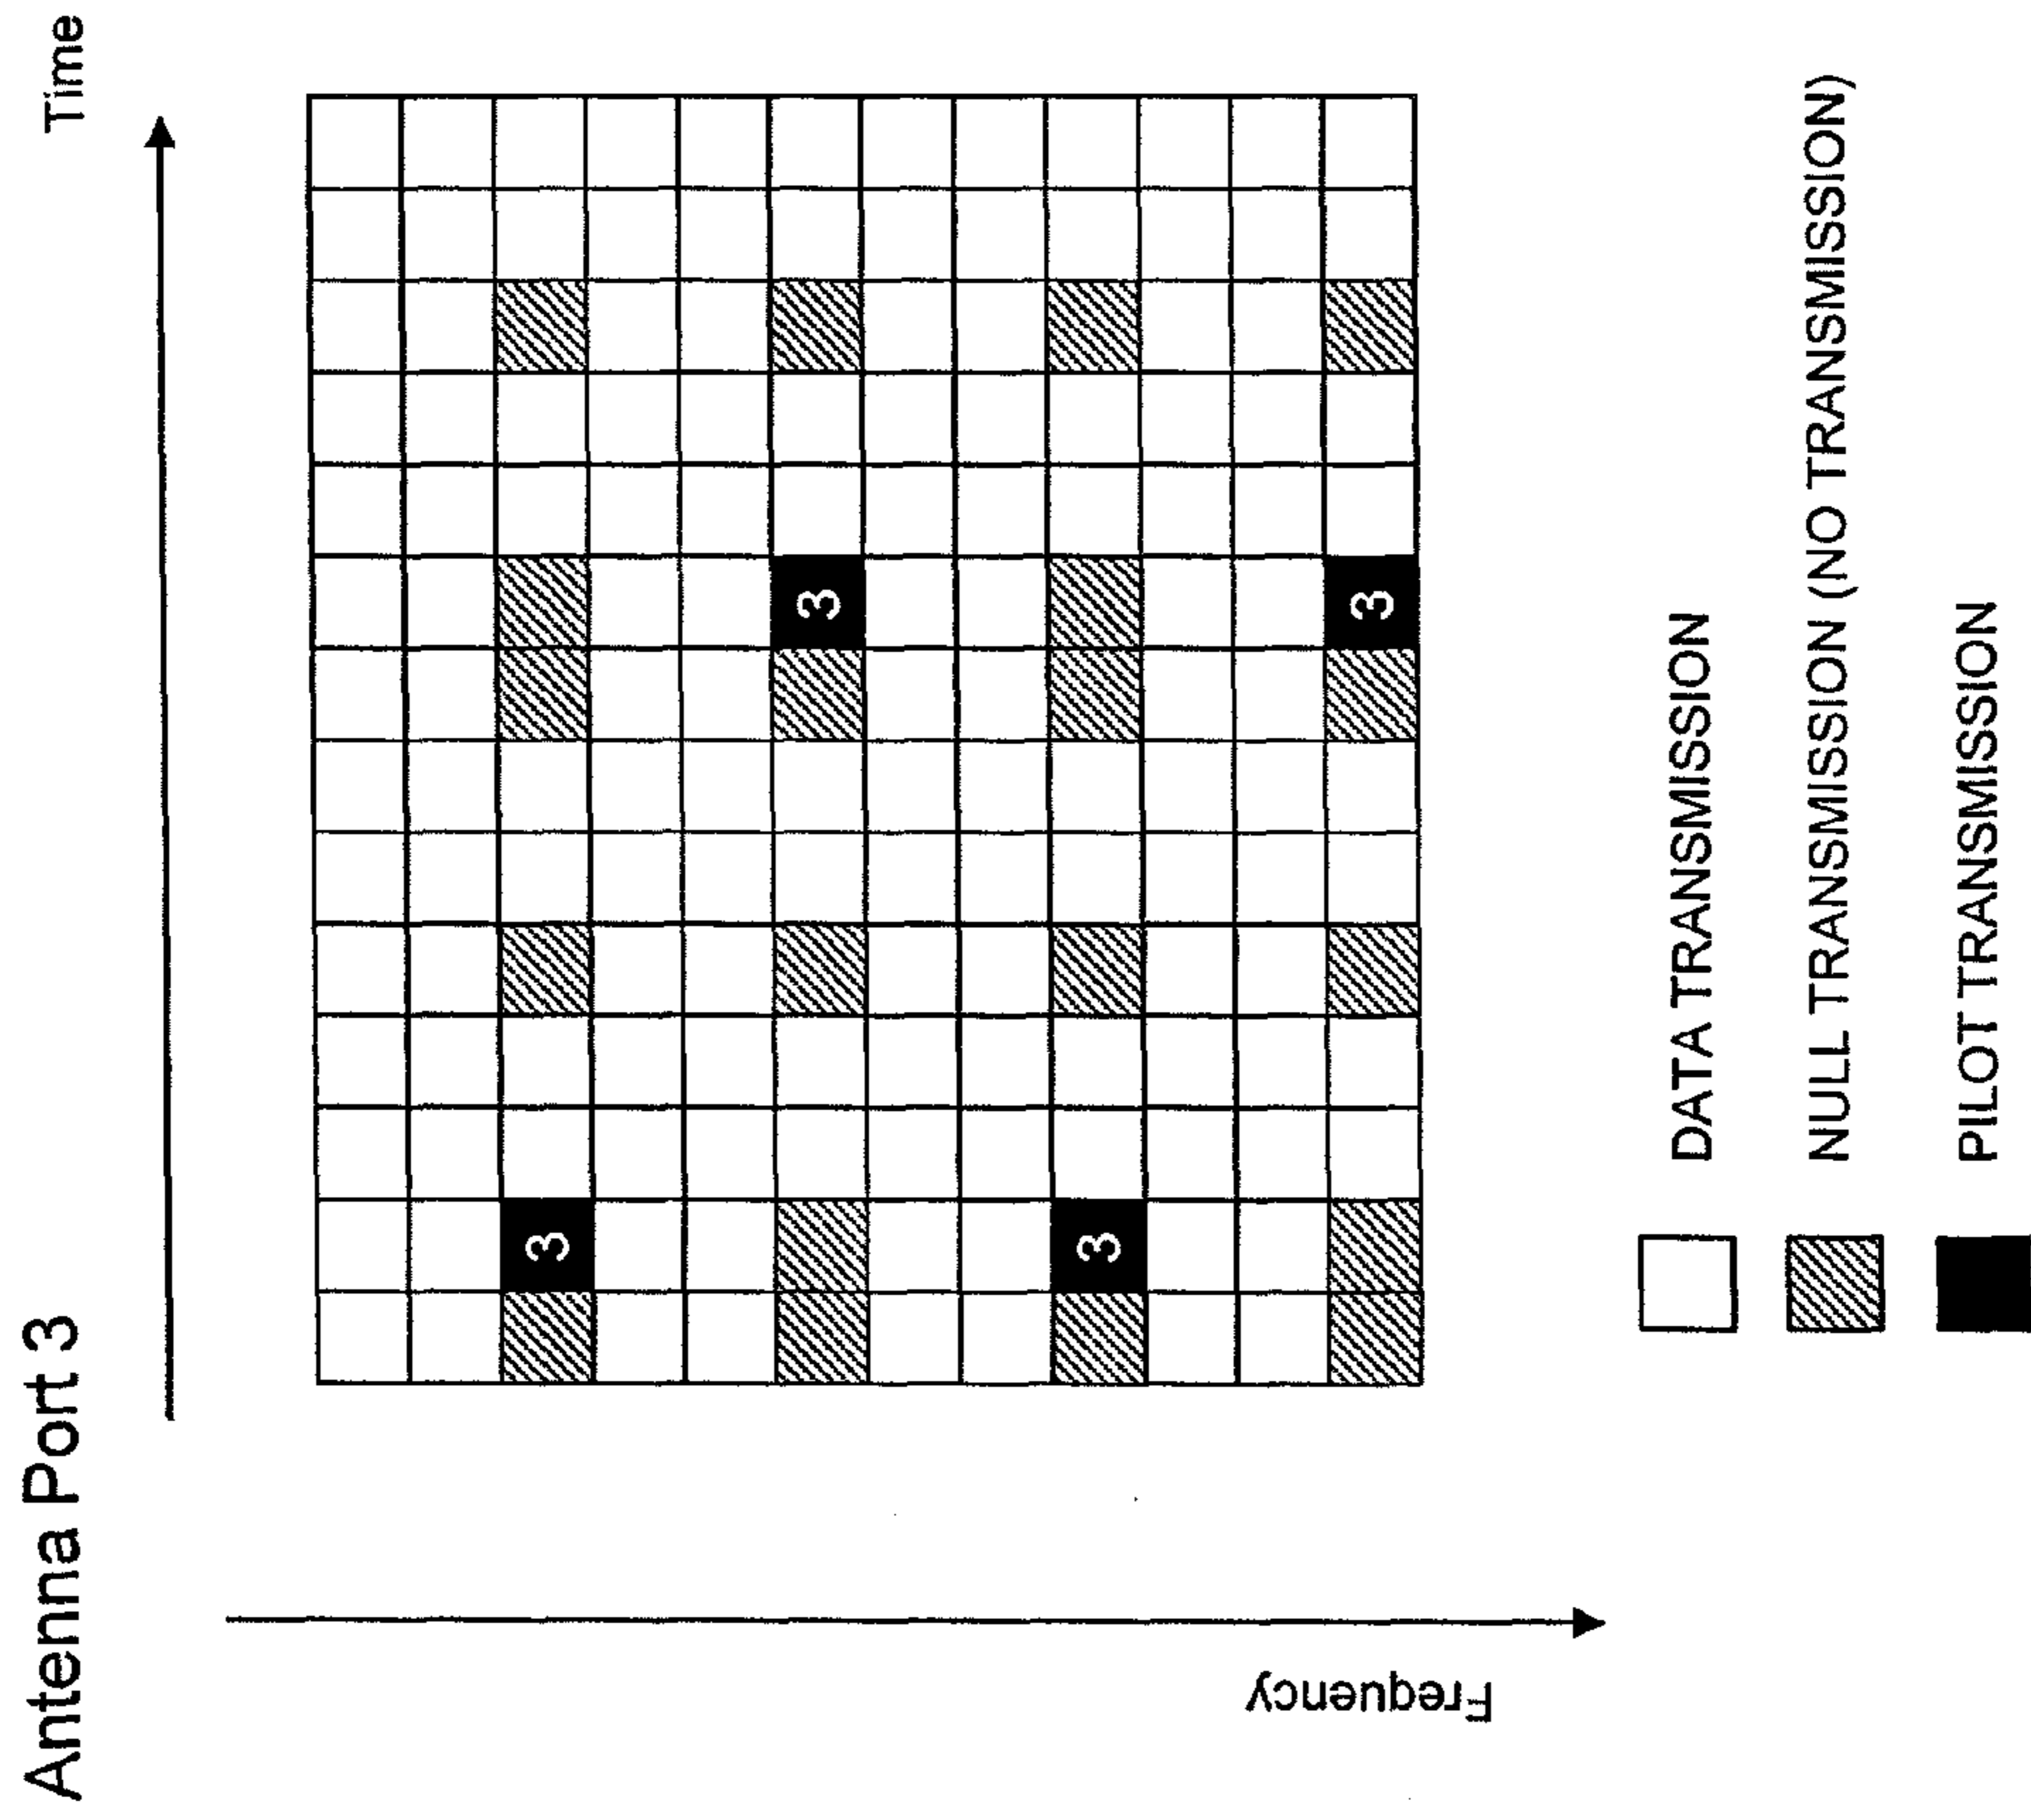 Antenna Port 3
Time
Frequency
3
3
3
3
DATA TRANSMISSION
NULL TRANSMISSION (NO TRANSMISSION)
PILOT TRANSMISSION